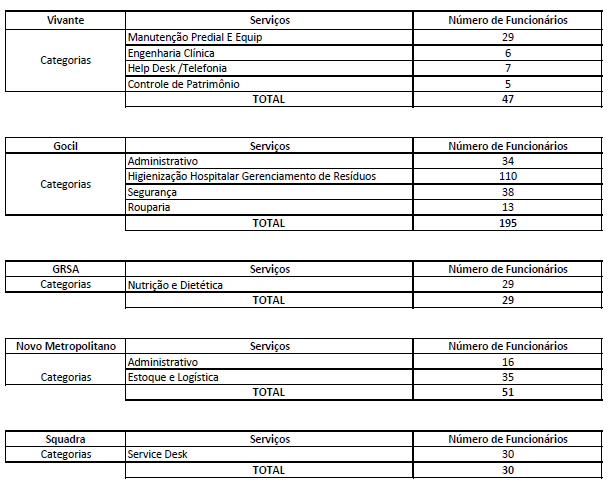 Vivante Serviços Número de Funcionários
Manutenção Predial E Equip 29
Engenharia Clínica 6
Categorias
Help Desk /Telefonia 7
Controle de Patrimônio 5
TOTAL 47
Gocil Serviços Número de Funcionários
Administrativo 34
Higienização Hospitalar Gerenciamento de Resíduos 110
Categorias
Segurança 38
Rouparia 13
TOTAL 195
GRSA Serviços Número de Funcionários
Categorias Nutrição e Dietética 29
TOTAL 29
Novo Metropolitano Serviços Número de Funcionários
Administrativo 16
Categorias Estoque e Logística 35
TOTAL 51
Squadra Serviços Número de Funcionários
Categorias Service Desk 30
TOTAL 30